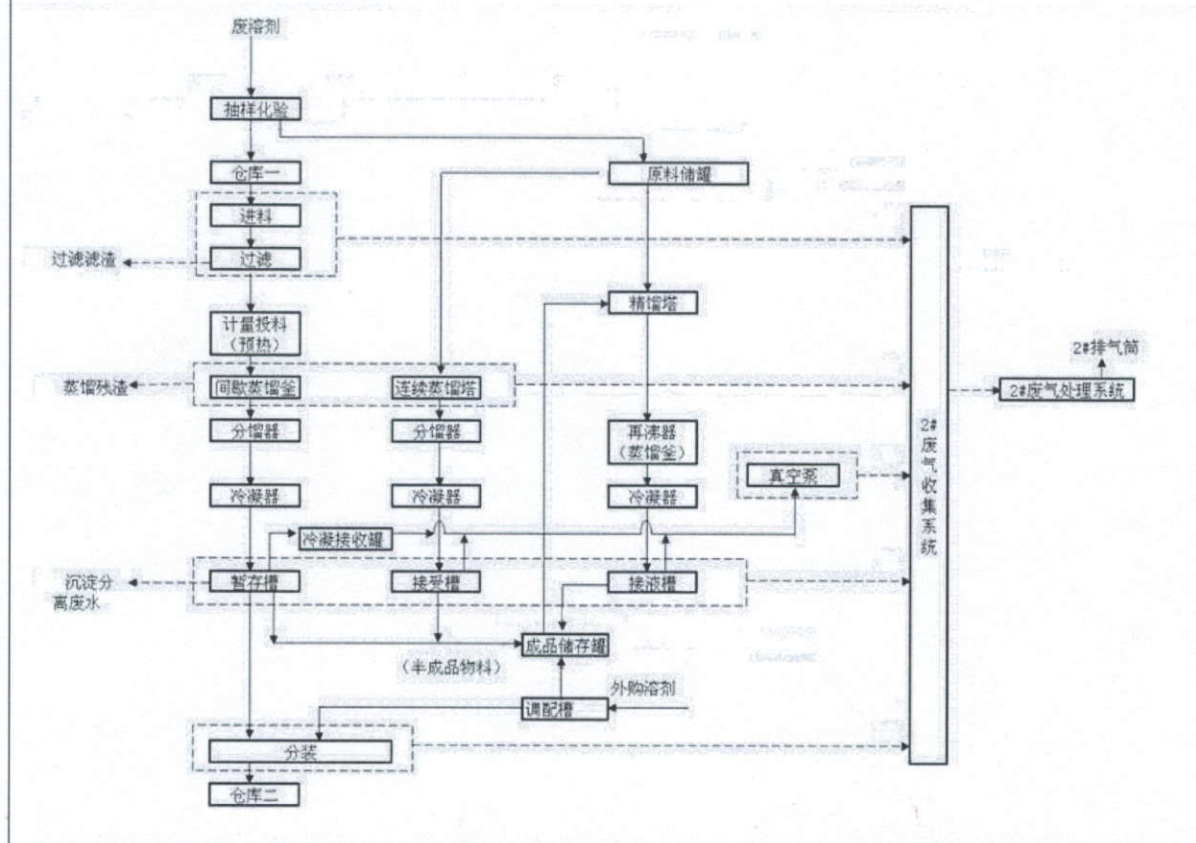 废溶剂
抽样化验
仓库一
原料储罐
进料
过滤滤渣
过滤
精馏塔
计量投料
(预热)
2#排气筒
蒸馏残渣
间歇蒸馏釜
连续蒸馏塔
2#废气处理系统
分馏器
分馏器
再沸器
(蒸馏釜)
2#废气收集系统
真空泵
冷凝器
冷凝器
冷凝器
冷凝接收罐
沉淀分
离废水
暂存槽
接受槽
接液槽
成品储存罐
(半成品物料)
外购溶剂
调配槽
分装
仓库二